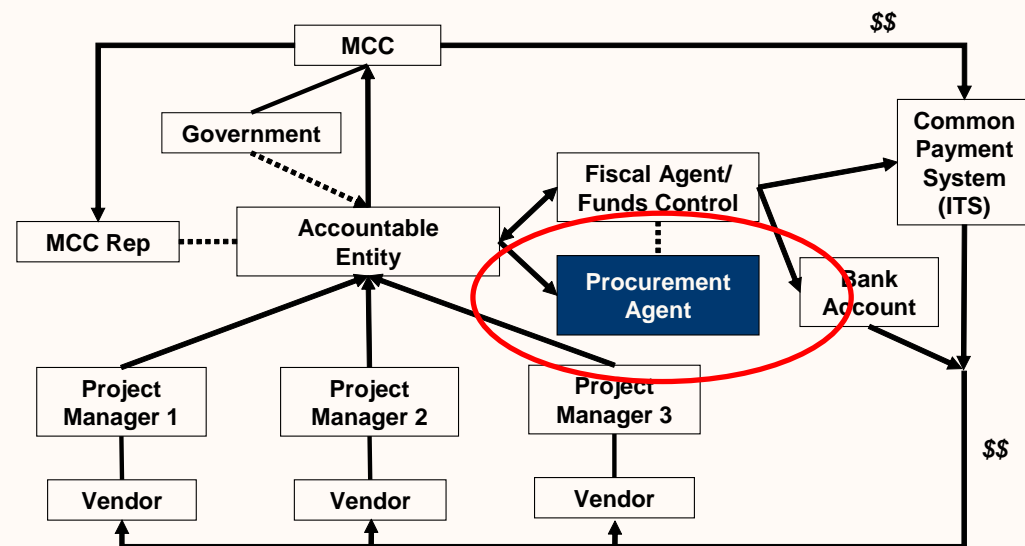 $$
MCC
Government
Common
Payment
System
(ITS)
Fiscal Agent/
Funds Control
MCC Rep
Accountable
Entity
Procurement
Agent
Bank
Account
Project
Manager 1
Project
Manager 2
Project
Manager 3
$$
Vendor
Vendor
Vendor